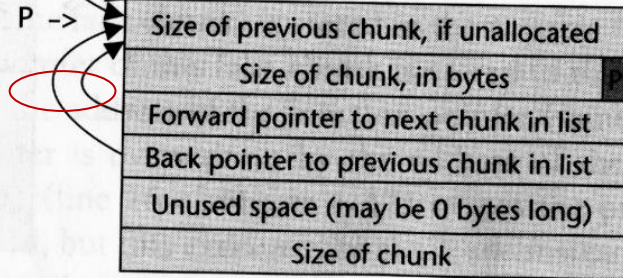 P ->
Size of previous chunk, if unallocated
Size of chunk, in bytes
P
Forward pointer to next chunk in list
Back pointer to previous chunk in list
Unused space (may be 0 bytes long)
Size of chunk